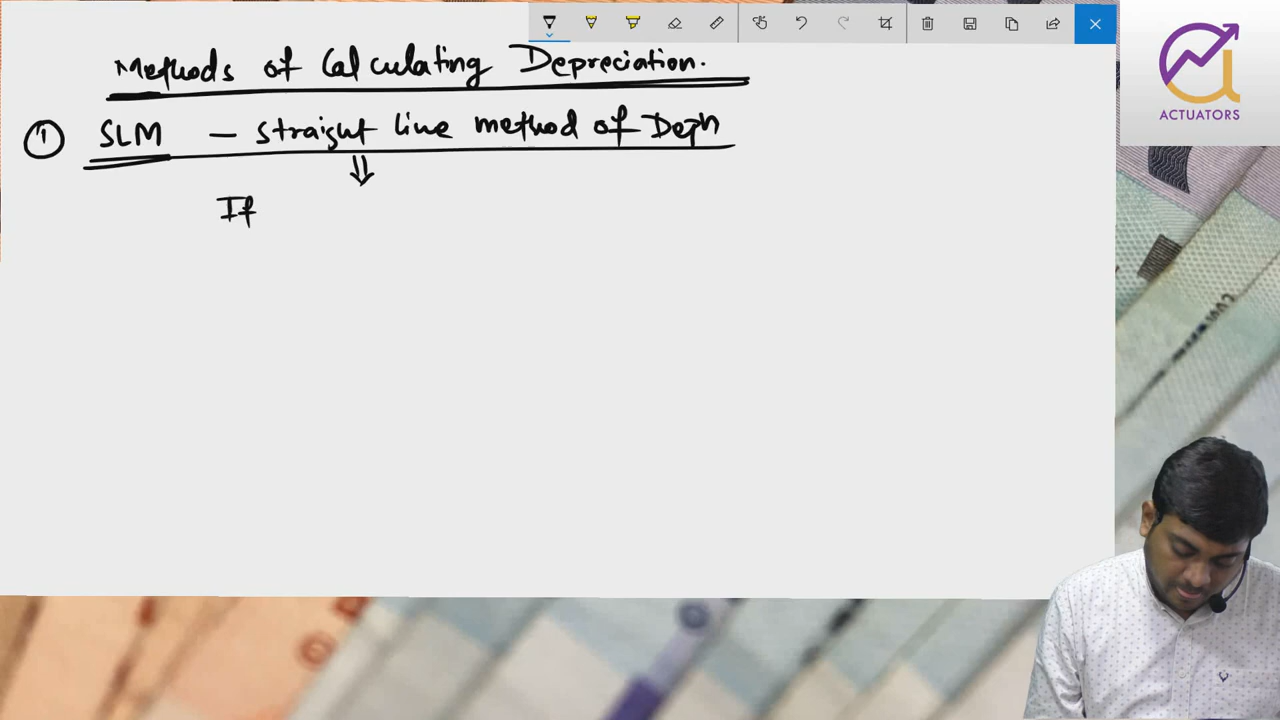 Methods of Calculating Depreciation.
① SLM – Straight line method of Depn
If
ACTUATORS